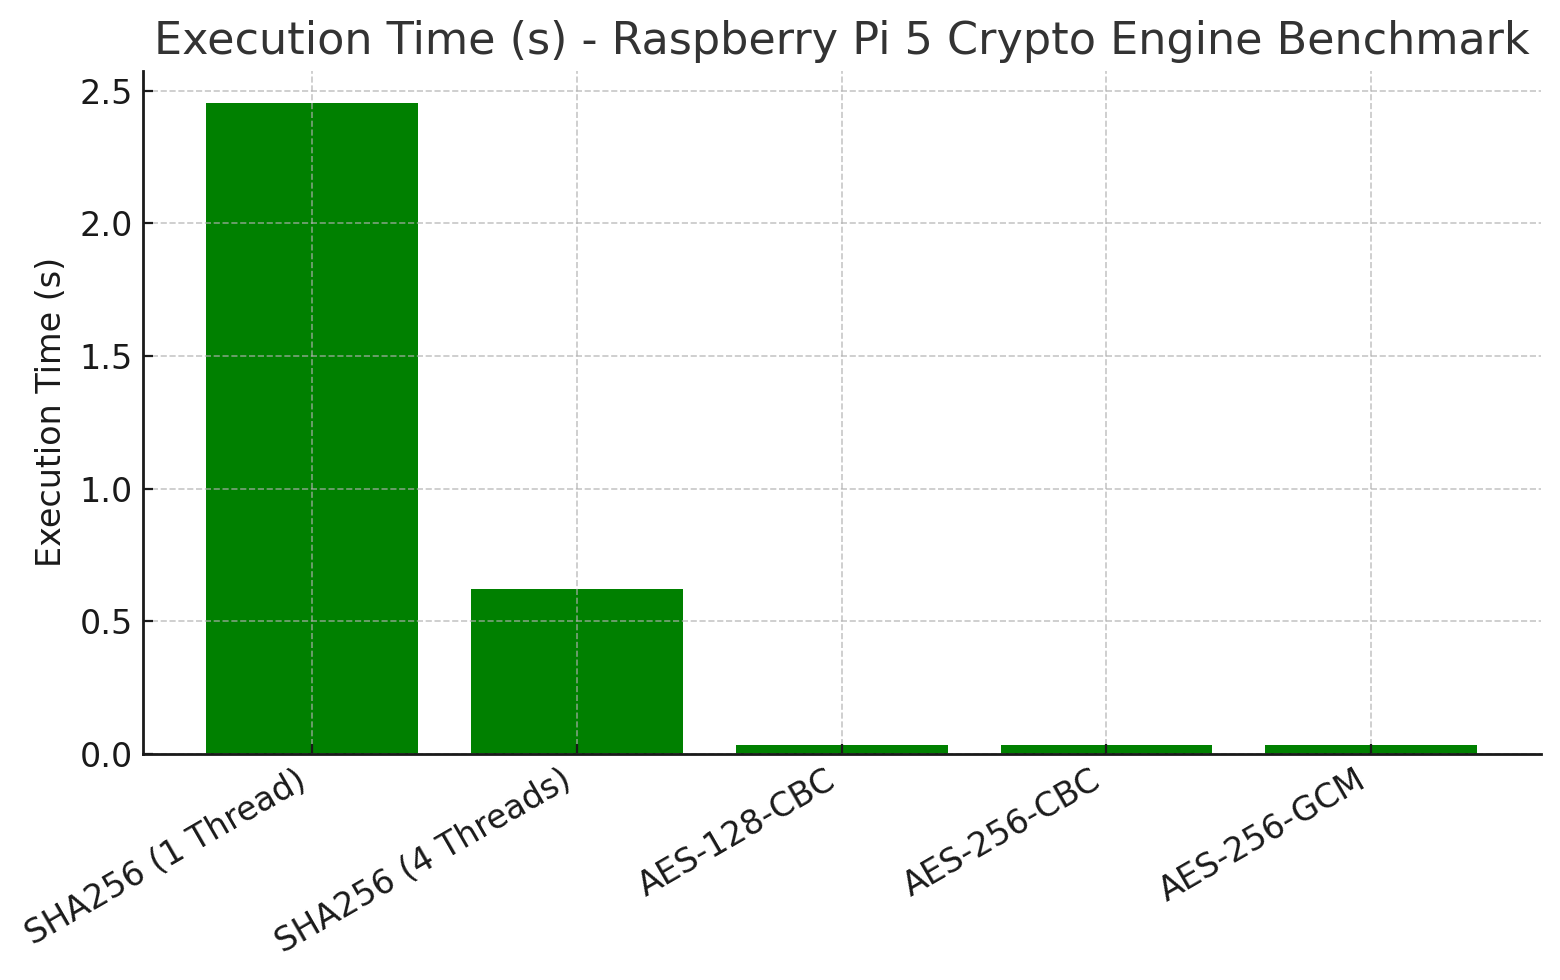 Execution Time (s) - Raspberry Pi 5 Crypto Engine Benchmark
Execution Time (s)
2.5
2.0
1.5
1.0
0.5
0.0
SHA256 (1 Thread)
SHA256 (4 Threads)
AES-128-CBC
AES-256-CBC
AES-256-GCM